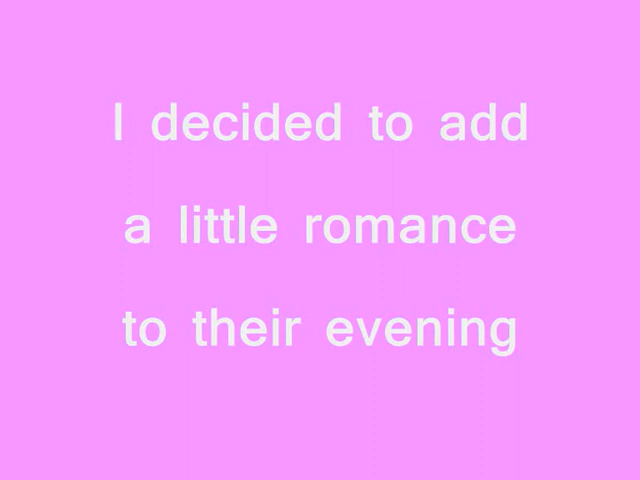 I decided to add
a little romance
to their evening